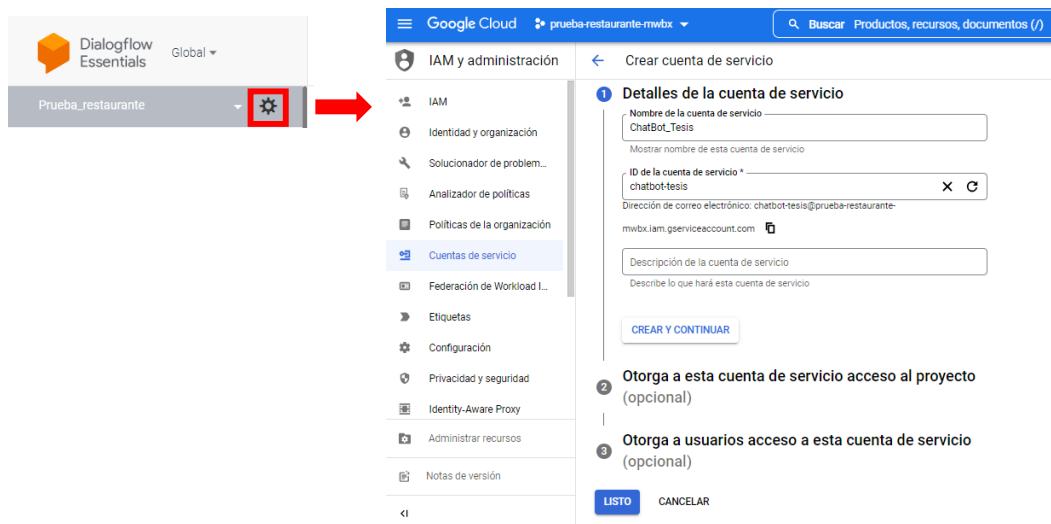 Dialogflow
Essentials
Global
Prueba_restaurante
Google Cloud
prueba-restaurante-mwbx
Buscar Productos, recursos, documentos (/)
IAM y administración
IAM
Identidad y organización
Solucionador de problem...
Analizador de políticas
Políticas de la organización
Cuentas de servicio
Federación de Workload I...
Etiquetas
Configuración
Privacidad y seguridad
Identity-Aware Proxy
Administrar recursos
Notas de versión
Crear cuenta de servicio
1 Detalles de la cuenta de servicio
Nombre de la cuenta de servicio
ChatBot_Tesis
Mostrar nombre de esta cuenta de servicio
ID de la cuenta de servicio *
chatbot-tesis
Dirección de correo electrónico: chatbot-tesis@prueba-restaurante-
mwbx.iam.gserviceaccount.com
Descripción de la cuenta de servicio
Describe lo que hará esta cuenta de servicio
CREAR Y CONTINUAR
2 Otorga a esta cuenta de servicio acceso al proyecto
(opcional)
3 Otorga a usuarios acceso a esta cuenta de servicio
(opcional)
LISTO
CANCELAR